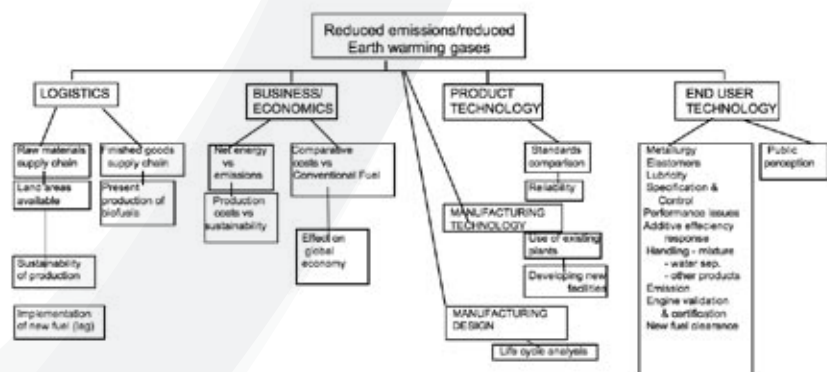 Reduced emissions/reduced
Earth warming gases
LOGISTICS
BUSINESS/
ECONOMICS
PRODUCT
TECHNOLOGY
END USER
TECHNOLOGY
Raw materials
supply chain
Finished goods
supply chain
Land areas
available
Present
production of
biofuels
Sustainability
of production
Implementation
of new fuel (lag)
Net energy
vs
emissions
Comparative
costs vs
Conventional Fuel
Production
costs vs
sustainability
Effect on
global
economy
Standards
comparison
Reliability
MANUFACTURING
TECHNOLOGY
Use of existing
plants
Developing new
facilities
MANUFACTURING
DESIGN
Life cycle analysis
Metallurgy
Elastomers
Lubricity
Specification &
Control
Performance issues
Additive effeciency
response
Handling - mixture
- water sep.
- other products
Emission
Engine validation
& certification
New fuel clearance
Public
perception